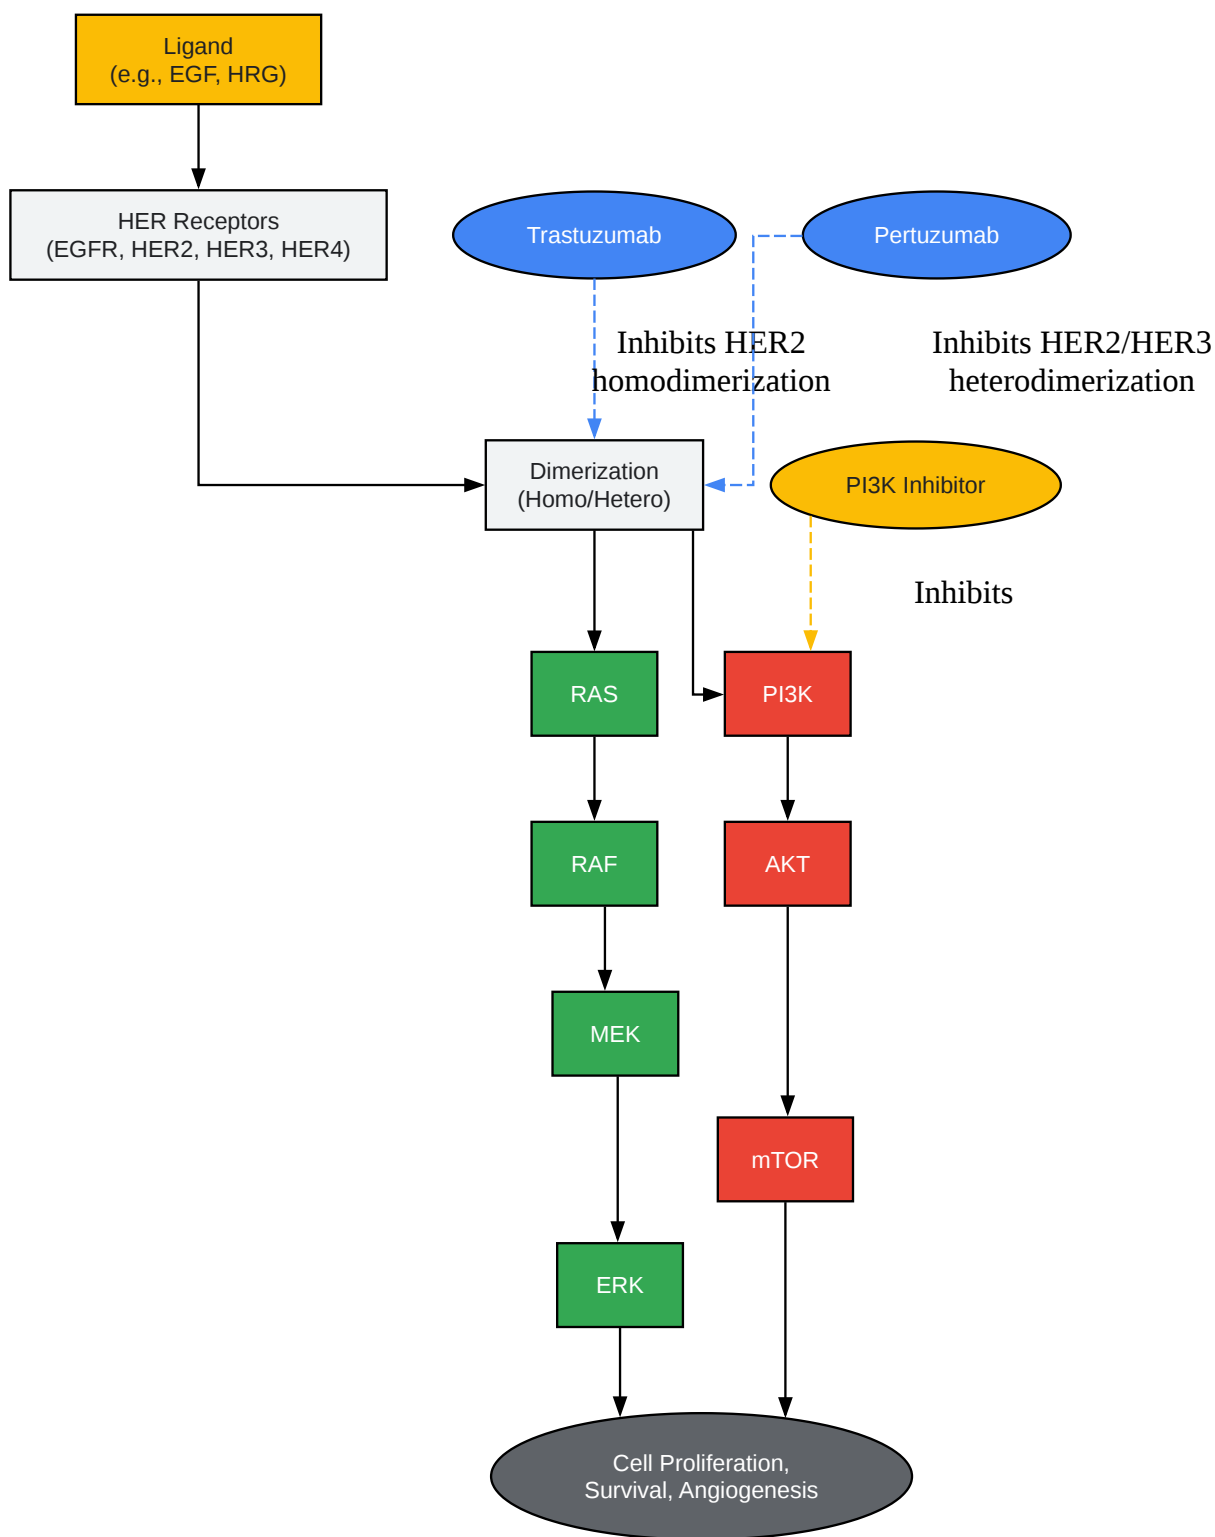 Ligand
(e.g., EGF, HRG)
HER Receptors
(EGFR, HER2, HER3, HER4)
Trastuzumab
Pertuzumab
Inhibits HER2
homodimerization
Inhibits HER2/HER3
heterodimerization
Dimerization
(Homo/Hetero)
PI3K Inhibitor
Inhibits
RAS
PI3K
RAF
AKT
MEK
mTOR
ERK
Cell Proliferation,
Survival, Angiogenesis